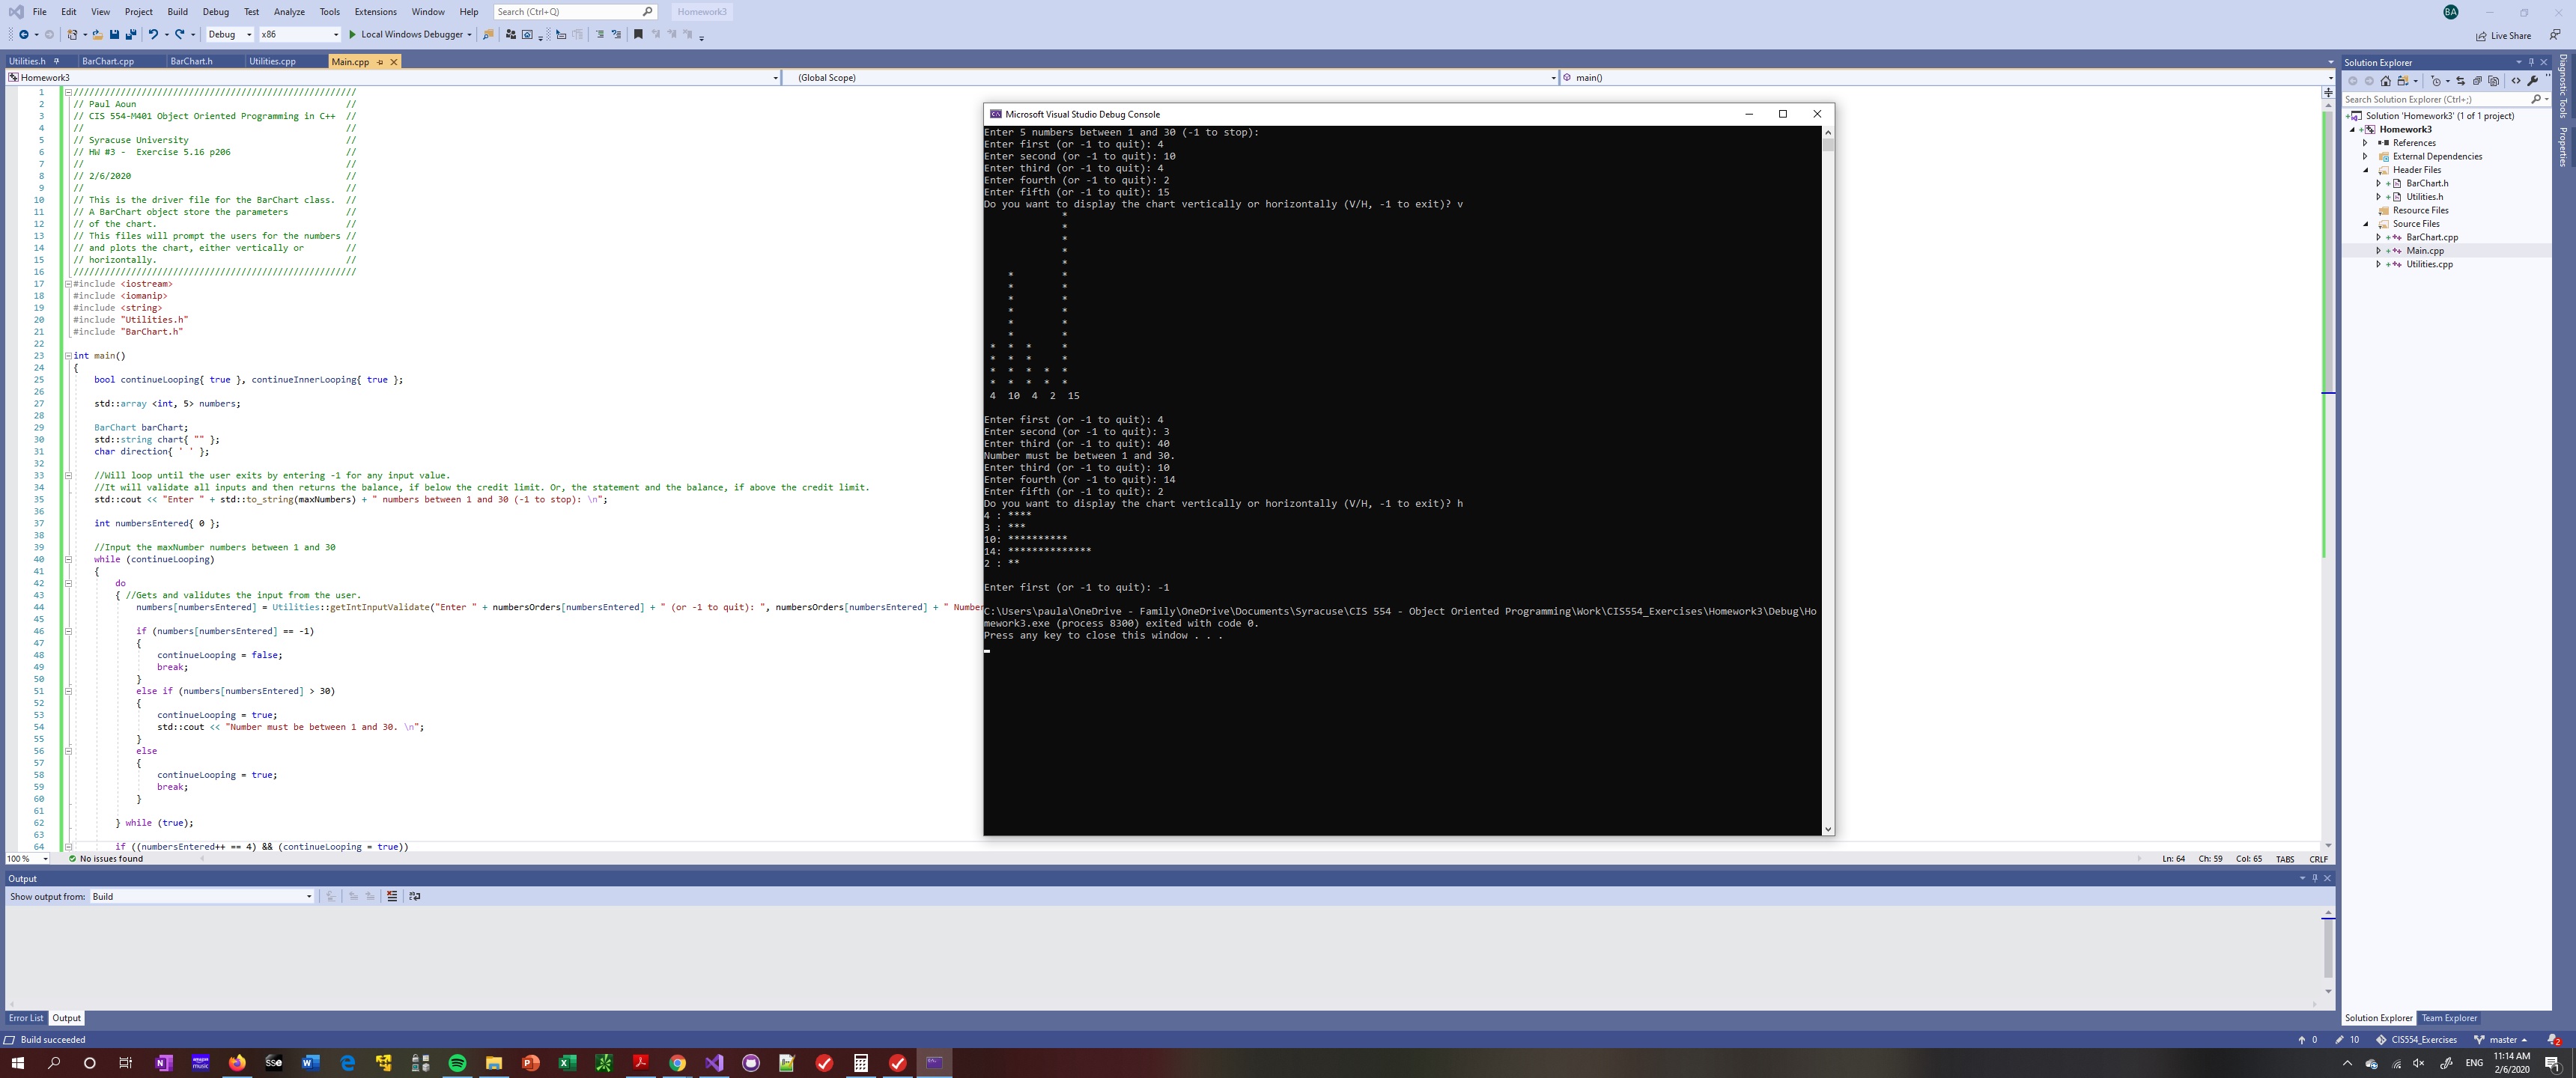 File Edit View Project Build Debug Test Analyze Tools Extensions Window Help Search (Ctrl+Q) Homework3 BA
Debug x86 Local Windows Debugger Live Share
Utilities.h BarChart.cpp BarChart.h Utilities.cpp Main.cpp
Homework3 (Global Scope) main()
1 ///////////////////////////////////////////////////////
2 // Paul Aoun //
3 // CIS 554-M401 Object Oriented Programming in C++ //
4 // //
5 // Syracuse University //
6 // HW #3 - Exercise 5.16 p206 //
7 // //
8 // 2/6/2020 //
9 // //
10 // This is the driver file for the BarChart class. //
11 // A BarChart object store the parameters //
12 // of the chart. //
13 // This files will prompt the users for the numbers //
14 // and plots the chart, either vertically or //
15 // horizontally. //
16 ///////////////////////////////////////////////////////
17 #include <iostream>
18 #include <iomanip>
19 #include <string>
20 #include "Utilities.h"
21 #include "BarChart.h"
22
23 int main()
24 {
25 bool continueLooping{ true }, continueInnerLooping{ true };
26
27 std::array <int, 5> numbers;
28
29 BarChart barChart;
30 std::string chart{ "" };
31 char direction{ ' ' };
32
33 //Will loop until the user exits by entering -1 for any input value.
34 //It will validate all inputs and then returns the balance, if below the credit limit. Or, the statement and the balance, if above the credit limit.
35 std::cout << "Enter " + std::to_string(maxNumbers) + " numbers between 1 and 30 (-1 to stop): \n";
36
37 int numbersEntered{ 0 };
38
39 //Input the maxNumber numbers between 1 and 30
40 while (continueLooping)
41 {
42 do
43 { //Gets and validates the input from the user.
44 numbers[numbersEntered] = Utilities::getIntInputValidate("Enter " + numbersOrders[numbersEntered] + " (or -1 to quit): ", numbersOrders[numbersEntered] + " Number
45
46 if (numbers[numbersEntered] == -1)
47 {
48 continueLooping = false;
49 break;
50 }
51 else if (numbers[numbersEntered] > 30)
52 {
53 continueLooping = true;
54 std::cout << "Number must be between 1 and 30. \n";
55 }
56 else
57 {
58 continueLooping = true;
59 break;
60 }
61
62 } while (true);
63
64 if ((numbersEntered++ == 4) && (continueLooping = true))
100 % No issues found Ln: 64 Ch: 59 Col: 65 TABS CRLF
Microsoft Visual Studio Debug Console
Enter 5 numbers between 1 and 30 (-1 to stop):
Enter first (or -1 to quit): 4
Enter second (or -1 to quit): 10
Enter third (or -1 to quit): 4
Enter fourth (or -1 to quit): 2
Enter fifth (or -1 to quit): 15
Do you want to display the chart vertically or horizontally (V/H, -1 to exit)? v
*
*
*
*
*
* *
* *
* *
* *
* *
* *
* * * *
* * * *
* * * * *
* * * * *
4 10 4 2 15
Enter first (or -1 to quit): 4
Enter second (or -1 to quit): 3
Enter third (or -1 to quit): 40
Number must be between 1 and 30.
Enter third (or -1 to quit): 10
Enter fourth (or -1 to quit): 14
Enter fifth (or -1 to quit): 2
Do you want to display the chart vertically or horizontally (V/H, -1 to exit)? h
4 : ****
3 : ***
10: **********
14: **************
2 : **
Enter first (or -1 to quit): -1
C:\Users\paula\OneDrive - Family\OneDrive\Documents\Syracuse\CIS 554 - Object Oriented Programming\Work\CIS554_Exercises\Homework3\Debug\Ho
mework3.exe (process 8300) exited with code 0.
Press any key to close this window . . .
Solution Explorer
Search Solution Explorer (Ctrl+;)
Solution 'Homework3' (1 of 1 project)
Homework3
References
External Dependencies
Header Files
BarChart.h
Utilities.h
Resource Files
Source Files
BarChart.cpp
Main.cpp
Utilities.cpp
Diagnostic Tools
Properties
Output
Show output from: Build
Error List Output
Solution Explorer Team Explorer
Build succeeded 0 10 CIS554_Exercises master 2
amazon music sse ENG 11:14 AM
2/6/2020 1